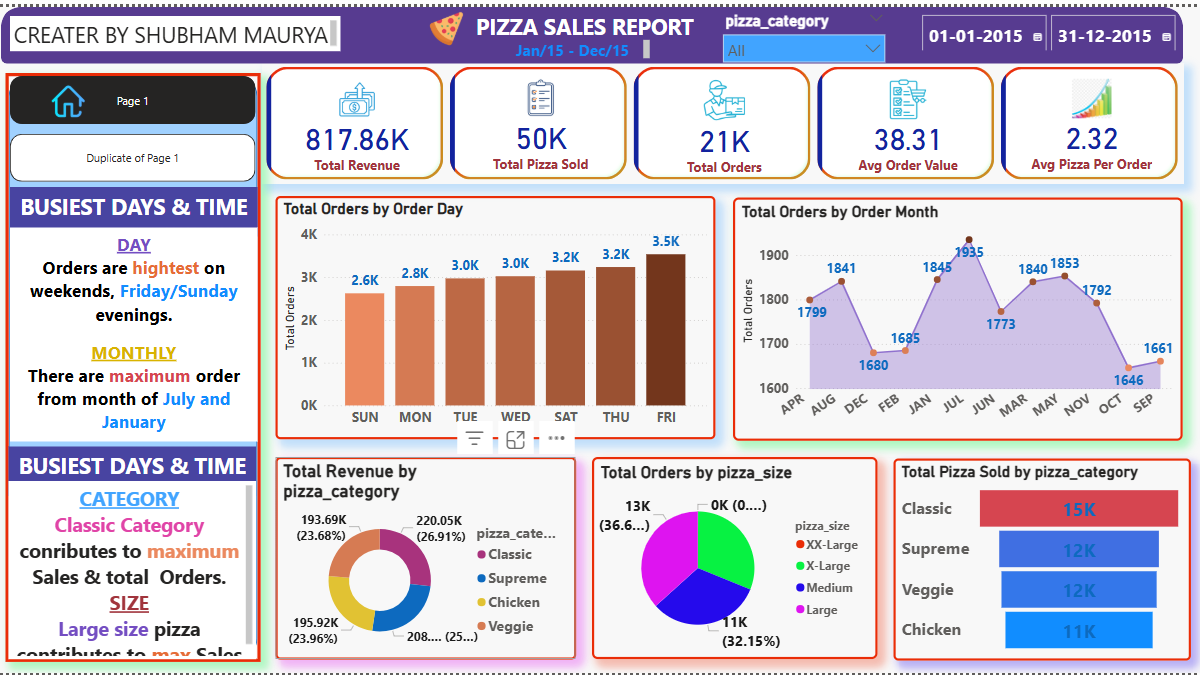 CREATER BY SHUBHAM MAURYA
PIZZA SALES REPORT
Jan/15 - Dec/15
pizza_category
All
01-01-2015
31-12-2015
Page 1
Duplicate of Page 1
BUSIEST DAYS & TIME
DAY
Orders are hightest on
weekends, Friday/Sunday
evenings.
MONTHLY
There are maximum order
from month of July and
January
BUSIEST DAYS & TIME
CATEGORY
Classic Category
conributes to maximum
Sales & total Orders.
SIZE
Large size pizza
contributes to max Sales
817.86K
Total Revenue
50K
Total Pizza Sold
21K
Total Orders
38.31
Avg Order Value
2.32
Avg Pizza Per Order
Total Orders by Order Day
Total Orders
4K
3K
2K
1K
0K
2.6K
2.8K
3.0K
3.0K
3.2K
3.2K
3.5K
SUN
MON
TUE
WED
SAT
THU
FRI
Total Orders by Order Month
Total Orders
1900
1800
1700
1600
1799
1841
1680
1685
1845
1935
1773
1840
1853
1792
1646
1661
APR
AUG
DEC
FEB
JAN
JUL
JUN
MAR
MAY
NOV
OCT
SEP
Total Revenue by
pizza_category
193.69K
(23.68%)
220.05K
(26.91%)
195.92K
(23.96%)
208.... (25...)
pizza_cate...
Classic
Supreme
Chicken
Veggie
Total Orders by pizza_size
13K
(36.6...)
0K (0....)
11K
(32.15%)
pizza_size
XX-Large
X-Large
Medium
Large
Total Pizza Sold by pizza_category
Classic
15K
Supreme
12K
Veggie
12K
Chicken
11K